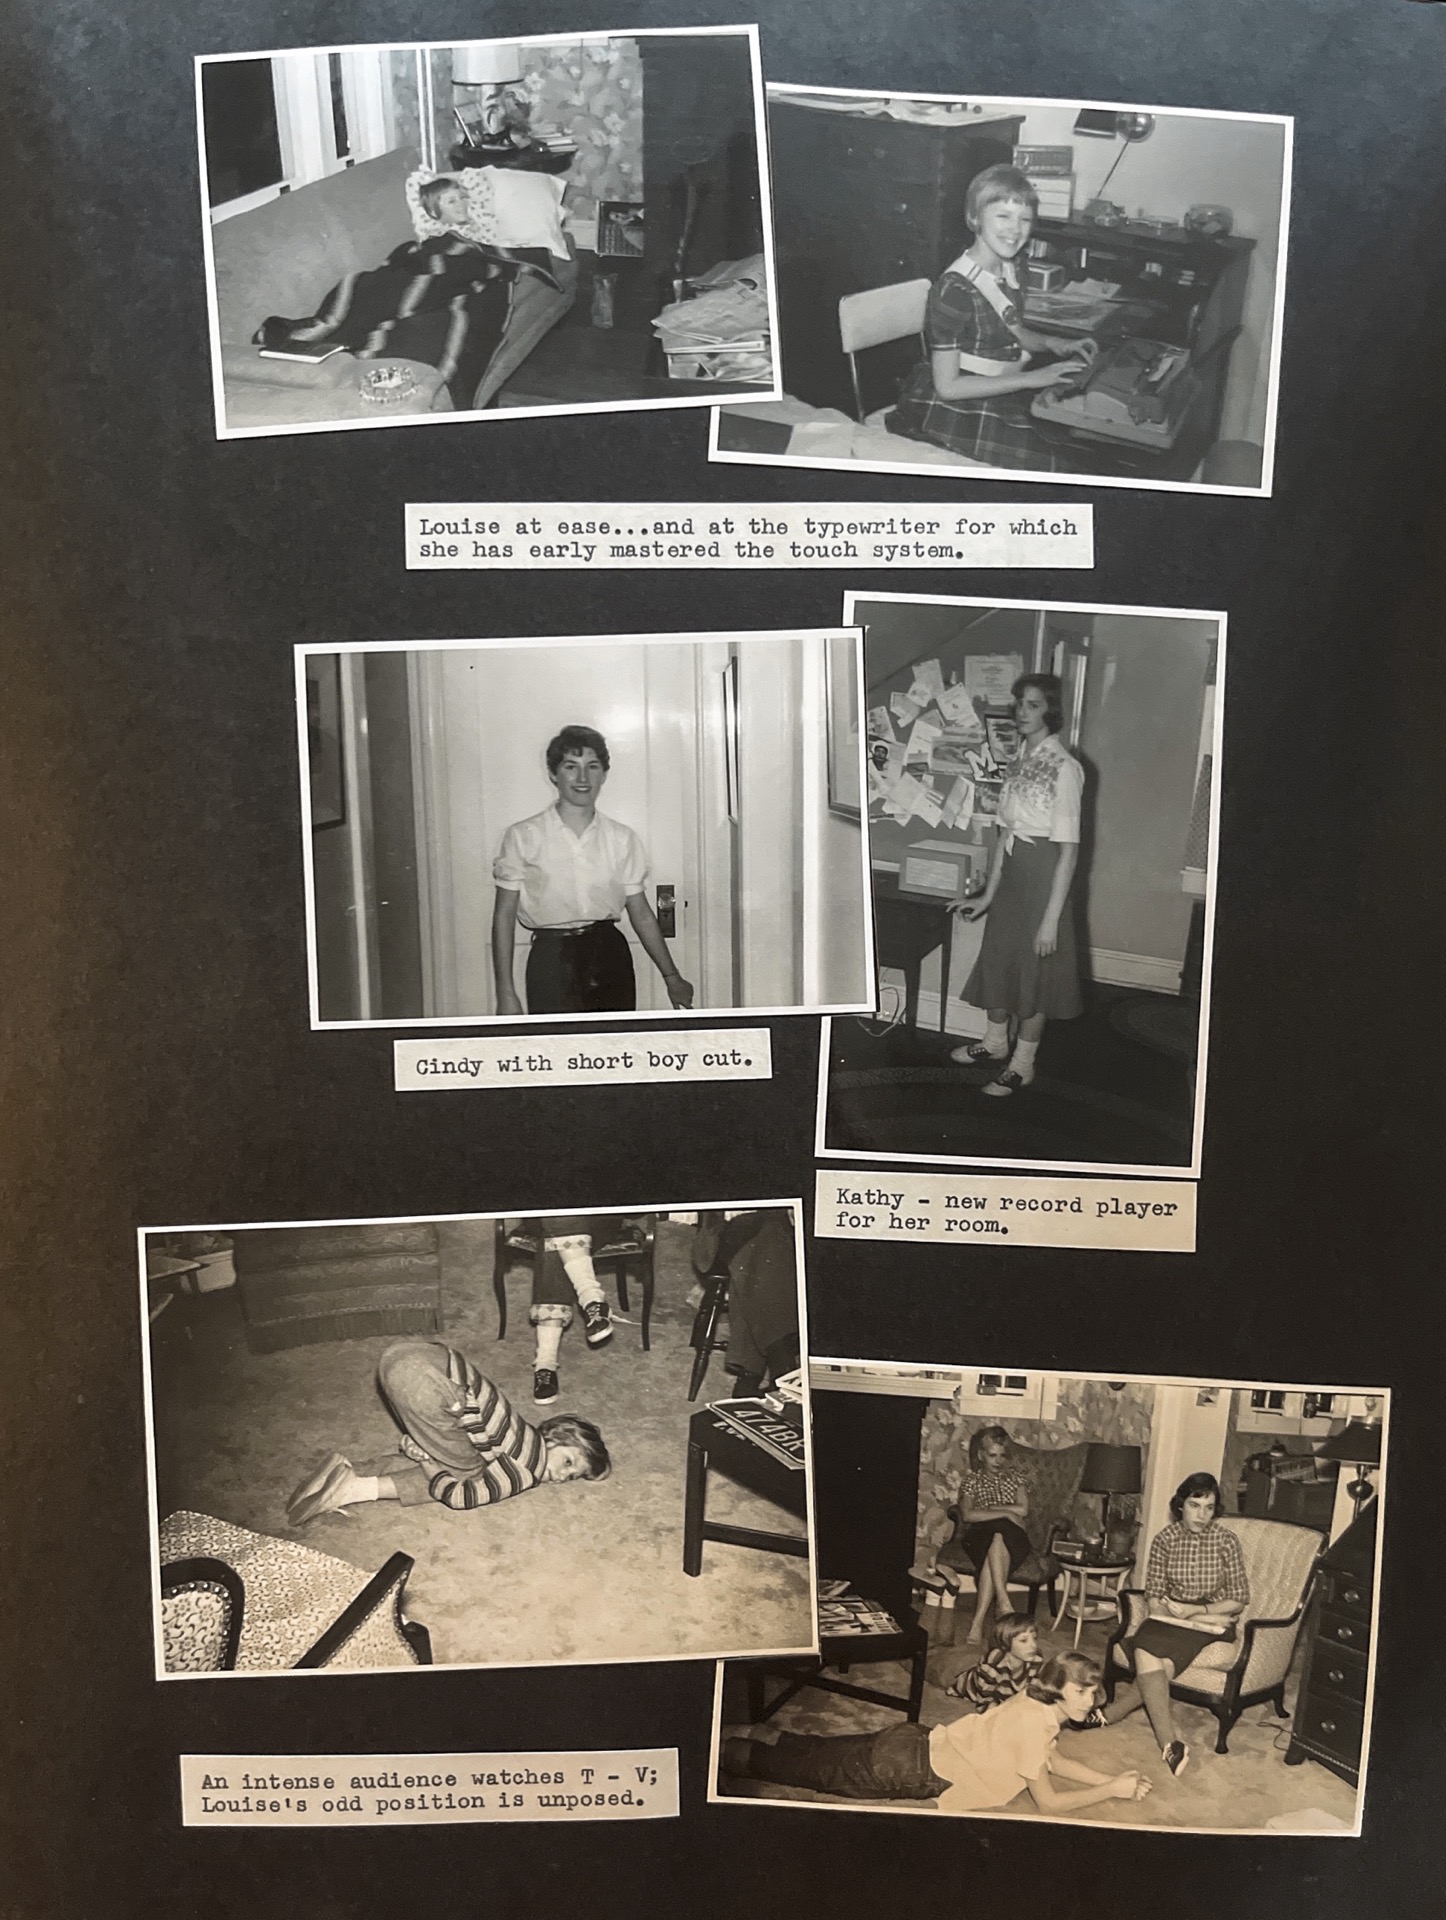 Louise at ease...and at the typewriter for which
she has early mastered the touch system.
Cindy with short boy cut.
M
Kathy - new record player
for her room.
474BR
An intense audience watches T - V;
Louise's odd position is unposed.